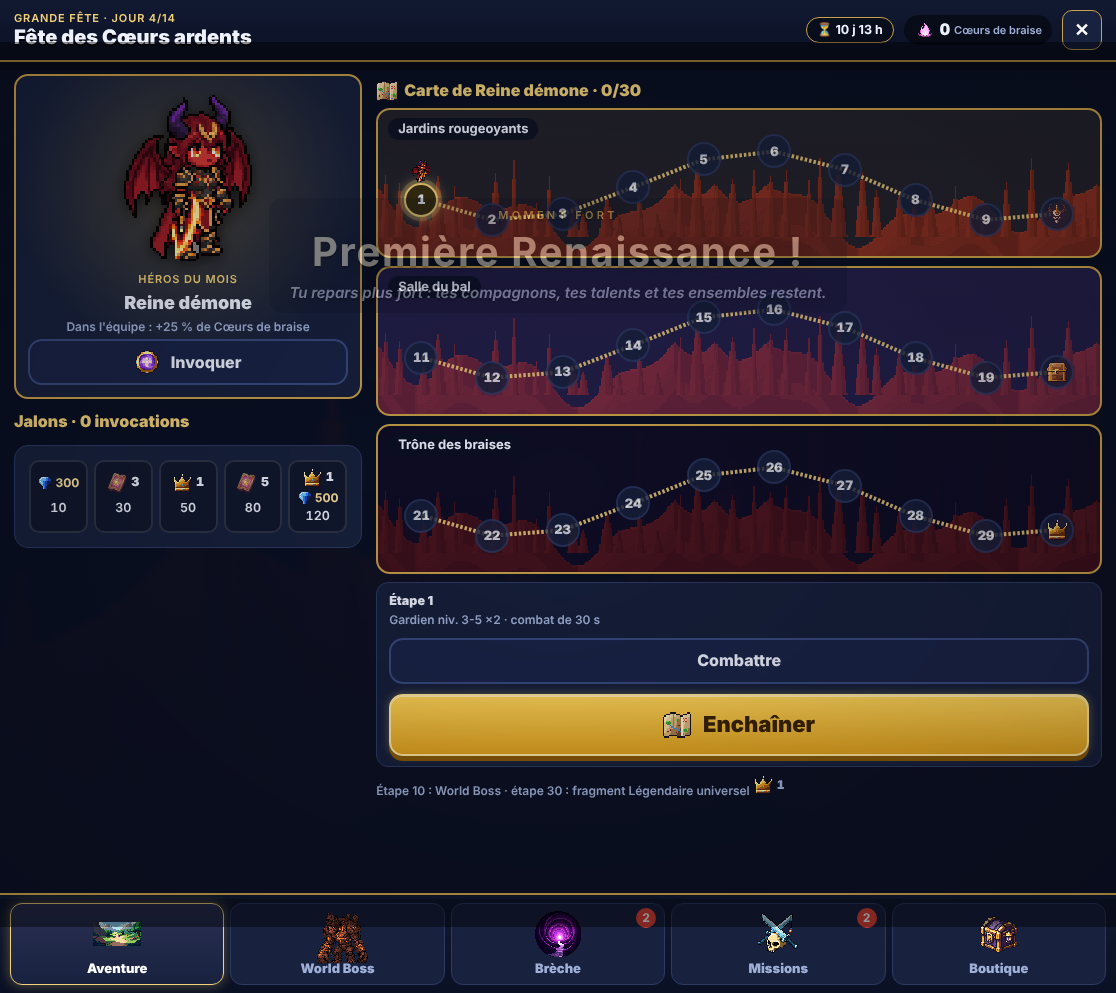 GRANDE FÊTE · JOUR 4/14
Fête des Cœurs ardents
10 j 13 h
0 Cœurs de braise
HÉROS DU MOIS
Reine démone
Dans l'équipe : +25 % de Cœurs de braise
Invoquer
Jalons · 0 invocations
300
10
3
30
1
50
5
80
1
500
120
Carte de Reine démone · 0/30
Jardins rougeoyants
1
2
3
4
5
6
7
8
9
MOMENT FORT
Première Renaissance !
Tu repars plus fort : tes compagnons, tes talents et tes ensembles restent.
Salle du bal
11
12
13
14
15
16
17
18
19
Trône des braises
21
22
23
24
25
26
27
28
29
Étape 1
Gardien niv. 3-5 ×2 · combat de 30 s
Combattre
Enchaîner
Étape 10 : World Boss · étape 30 : fragment Légendaire universel 1
Aventure
World Boss
2
Brèche
2
Missions
Boutique